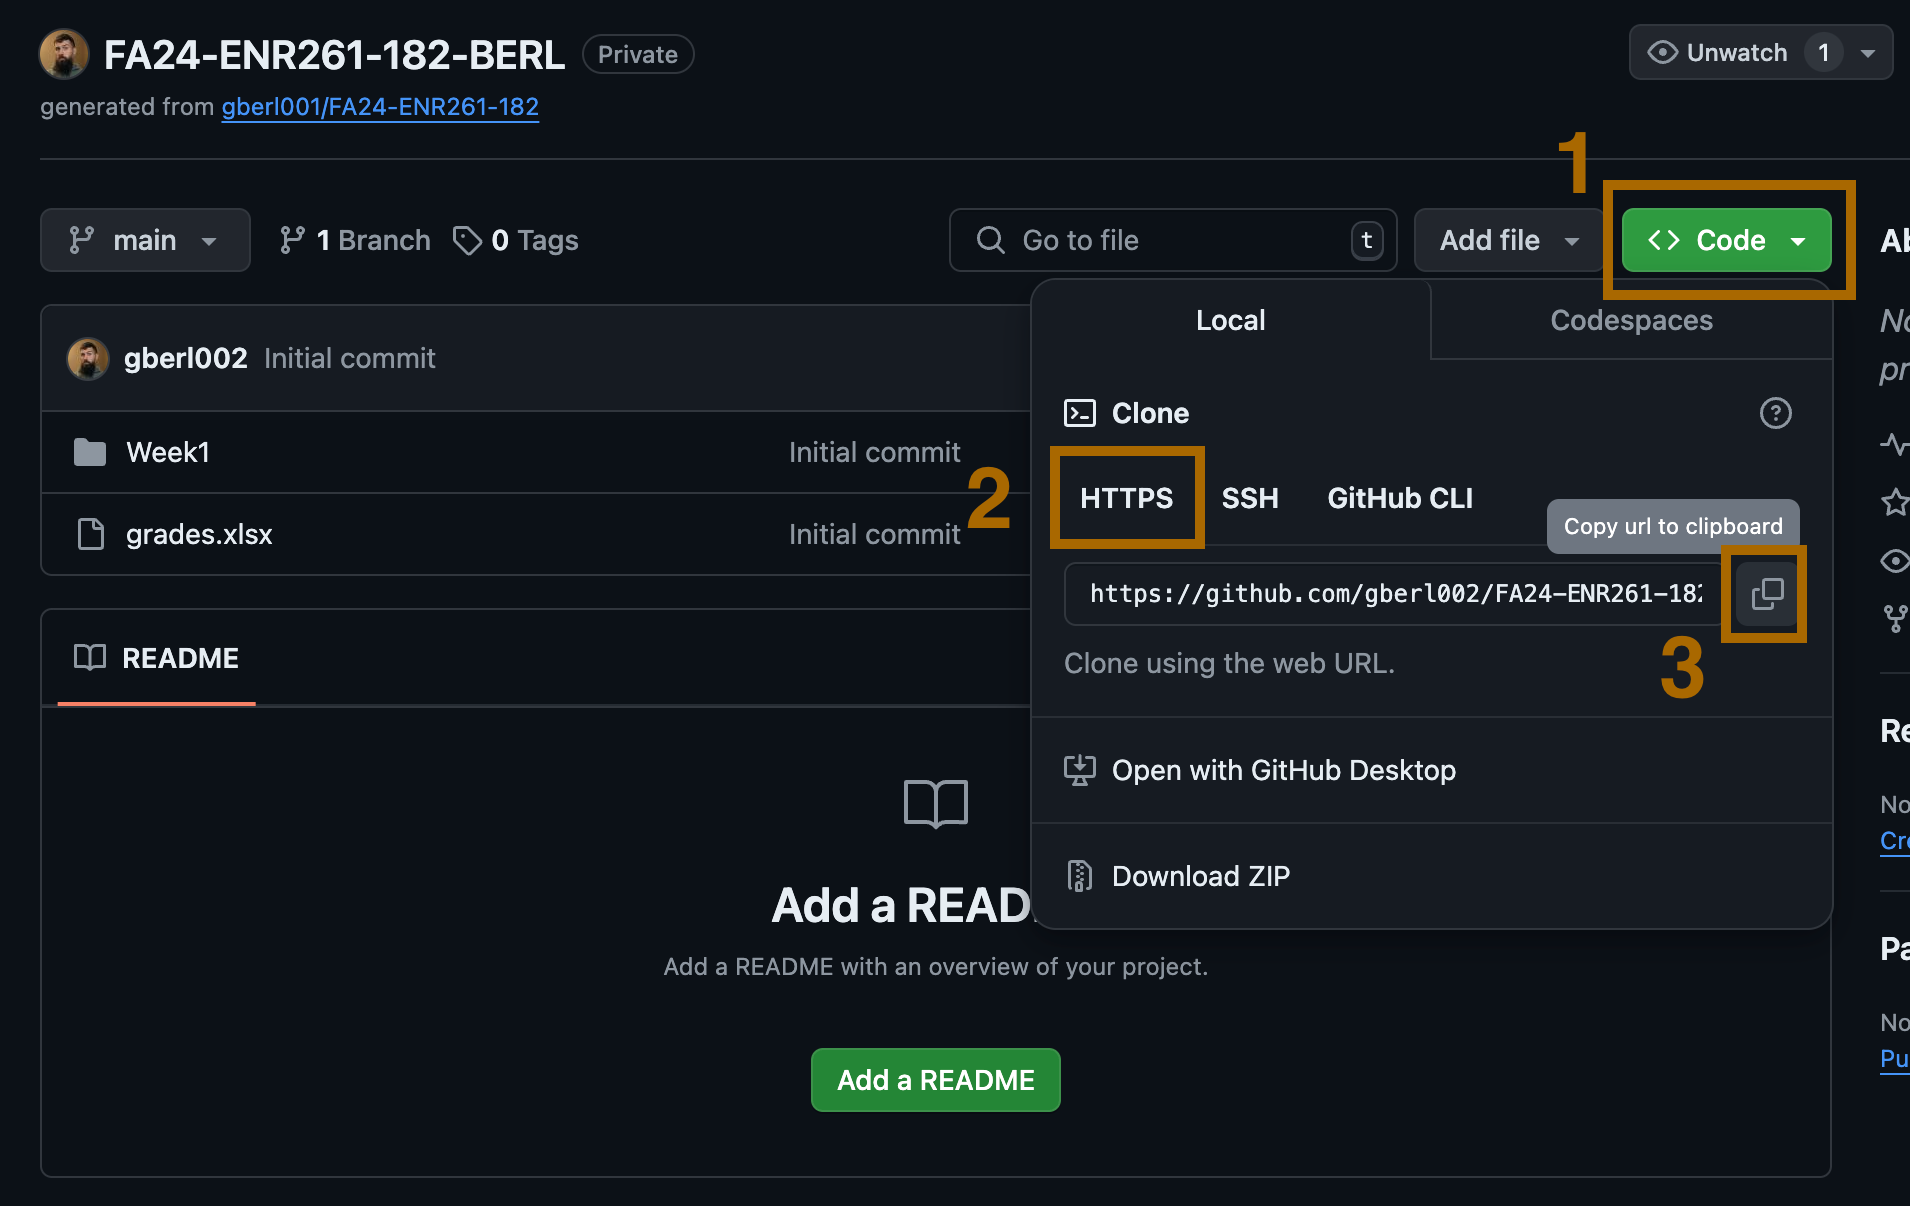 FA24-ENR261-182-BERL Private
Unwatch 1
generated from gberl001/FA24-ENR261-182
1
main
1 Branch
0 Tags
Go to file t
Add file
Code
gberl002 Initial commit
Week1 Initial commit
grades.xlsx Initial commit
README
Add a READ
Add a README with an overview of your project.
Add a README
Local
Codespaces
Clone
2
HTTPS
SSH
GitHub CLI
Copy url to clipboard
https://github.com/gberl002/FA24-ENR261-182
3
Clone using the web URL.
Open with GitHub Desktop
Download ZIP
Ab
No
pr
Re
No
Cre
Pa
No
Pu